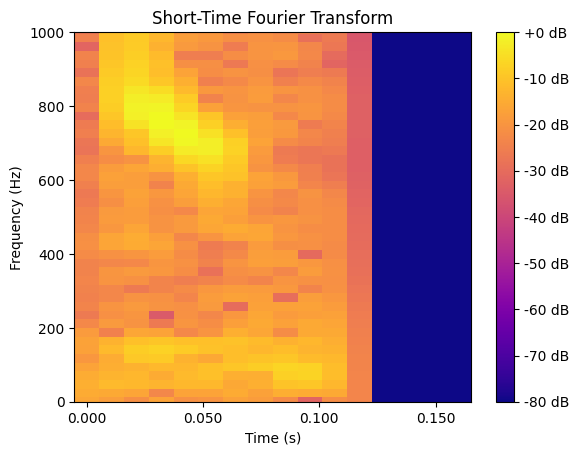 Short-Time Fourier Transform
Frequency (Hz)
1000
800
600
400
200
0
0.000
0.050
0.100
0.150
Time (s)
+0 dB
-10 dB
-20 dB
-30 dB
-40 dB
-50 dB
-60 dB
-70 dB
-80 dB